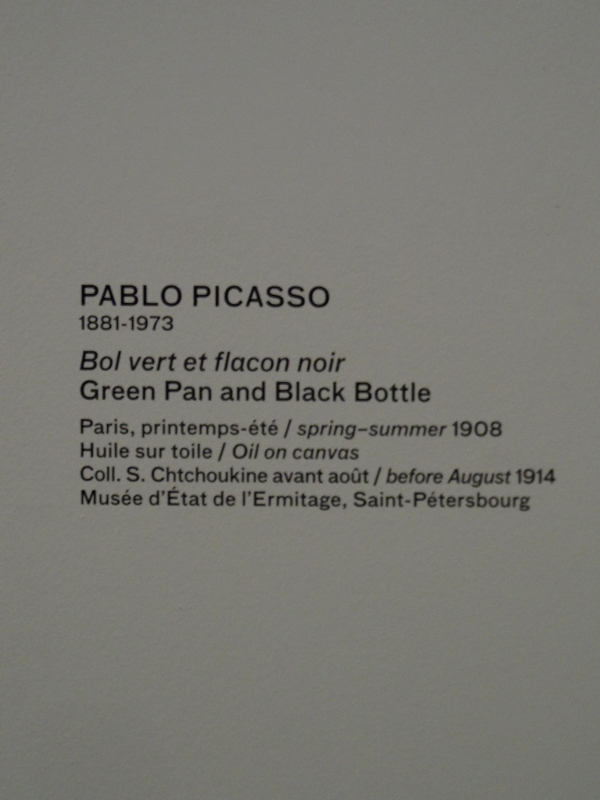 PABLO PICASSO
1881-1973
Bol vert et flacon noir
Green Pan and Black Bottle
Paris, printemps-été / spring–summer 1908
Huile sur toile / Oil on canvas
Coll. S. Chtchoukine avant août / before August 1914
Musée d'État de l'Ermitage, Saint-Pétersbourg